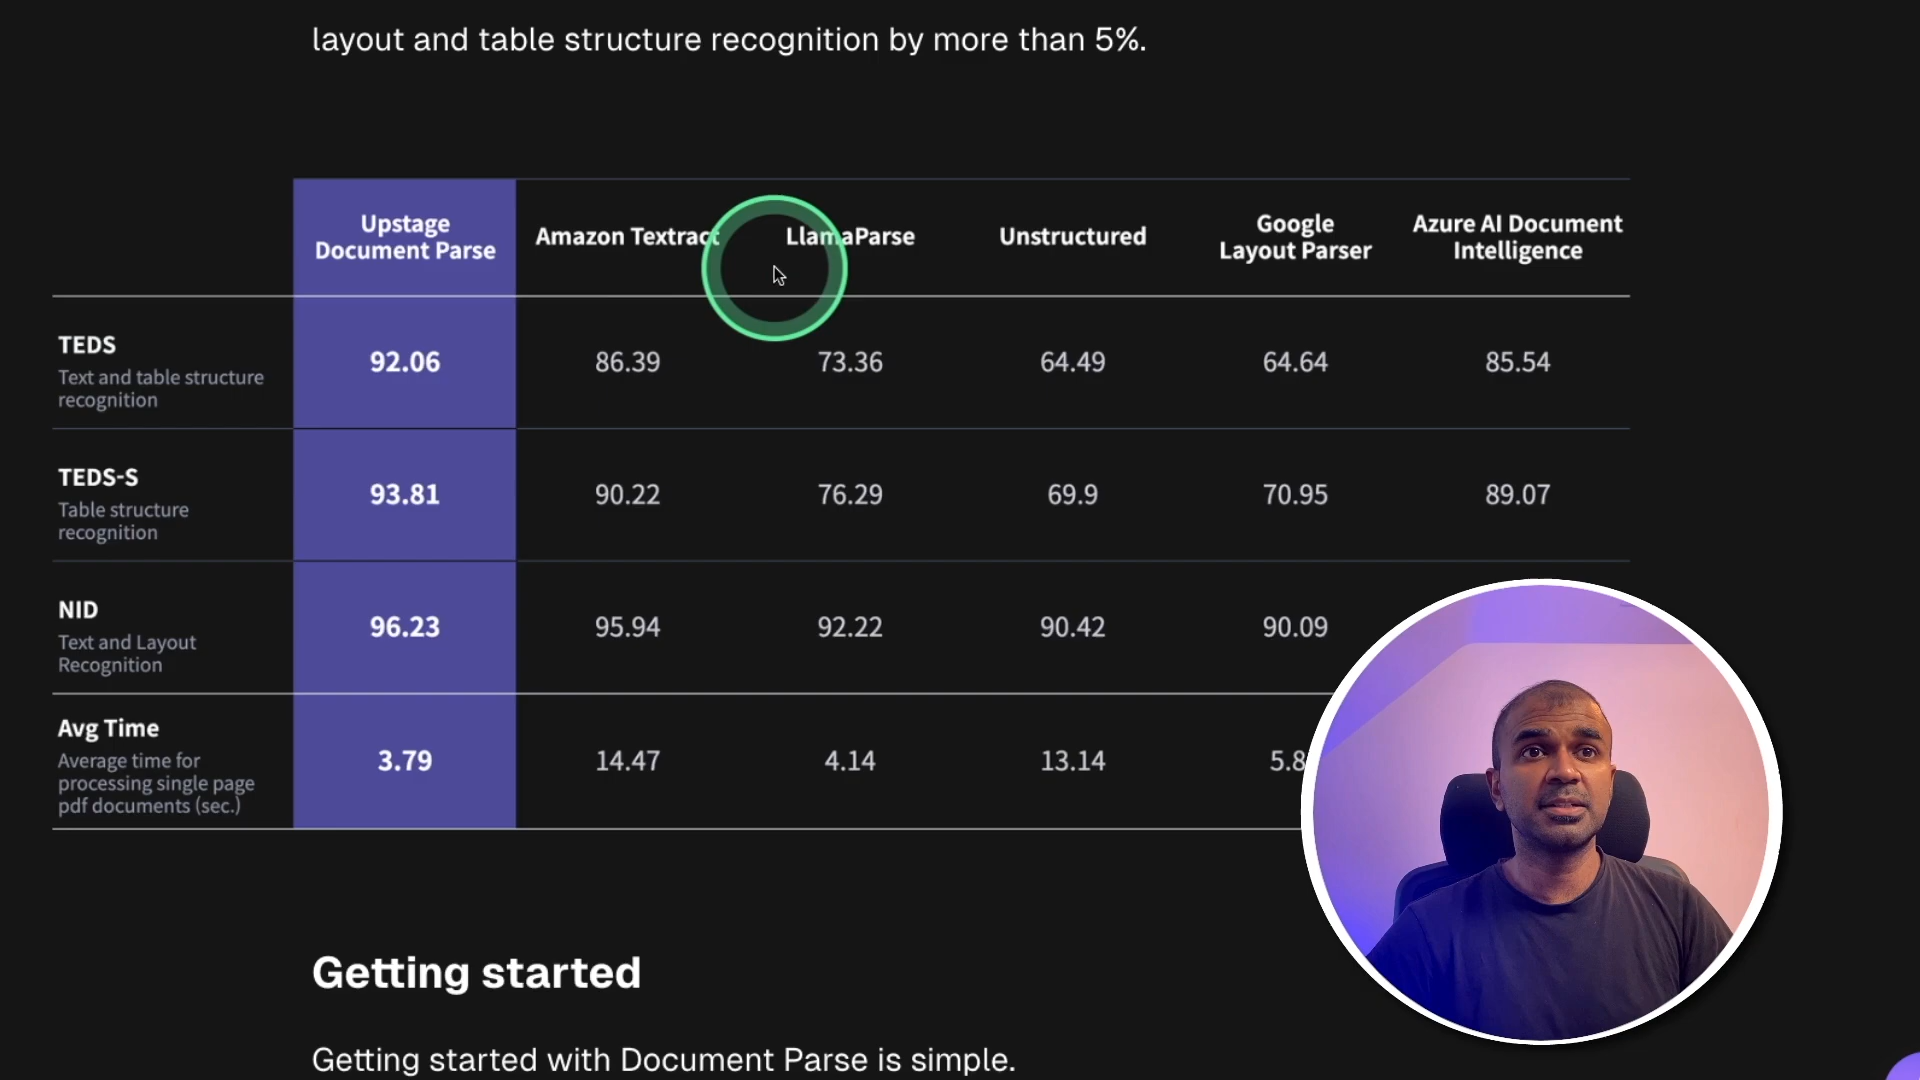 layout and table structure recognition by more than 5%.
Upstage
Document Parse
Amazon Textract
LlamaParse
Unstructured
Google
Layout Parser
Azure AI Document
Intelligence
TEDS
Text and table structure
recognition
92.06
86.39
73.36
64.49
64.64
85.54
TEDS-S
Table structure
recognition
93.81
90.22
76.29
69.9
70.95
89.07
NID
Text and Layout
Recognition
96.23
95.94
92.22
90.42
90.09
Avg Time
Average time for
processing single page
pdf documents (sec.)
3.79
14.47
4.14
13.14
Getting started
Getting started with Document Parse is simple.